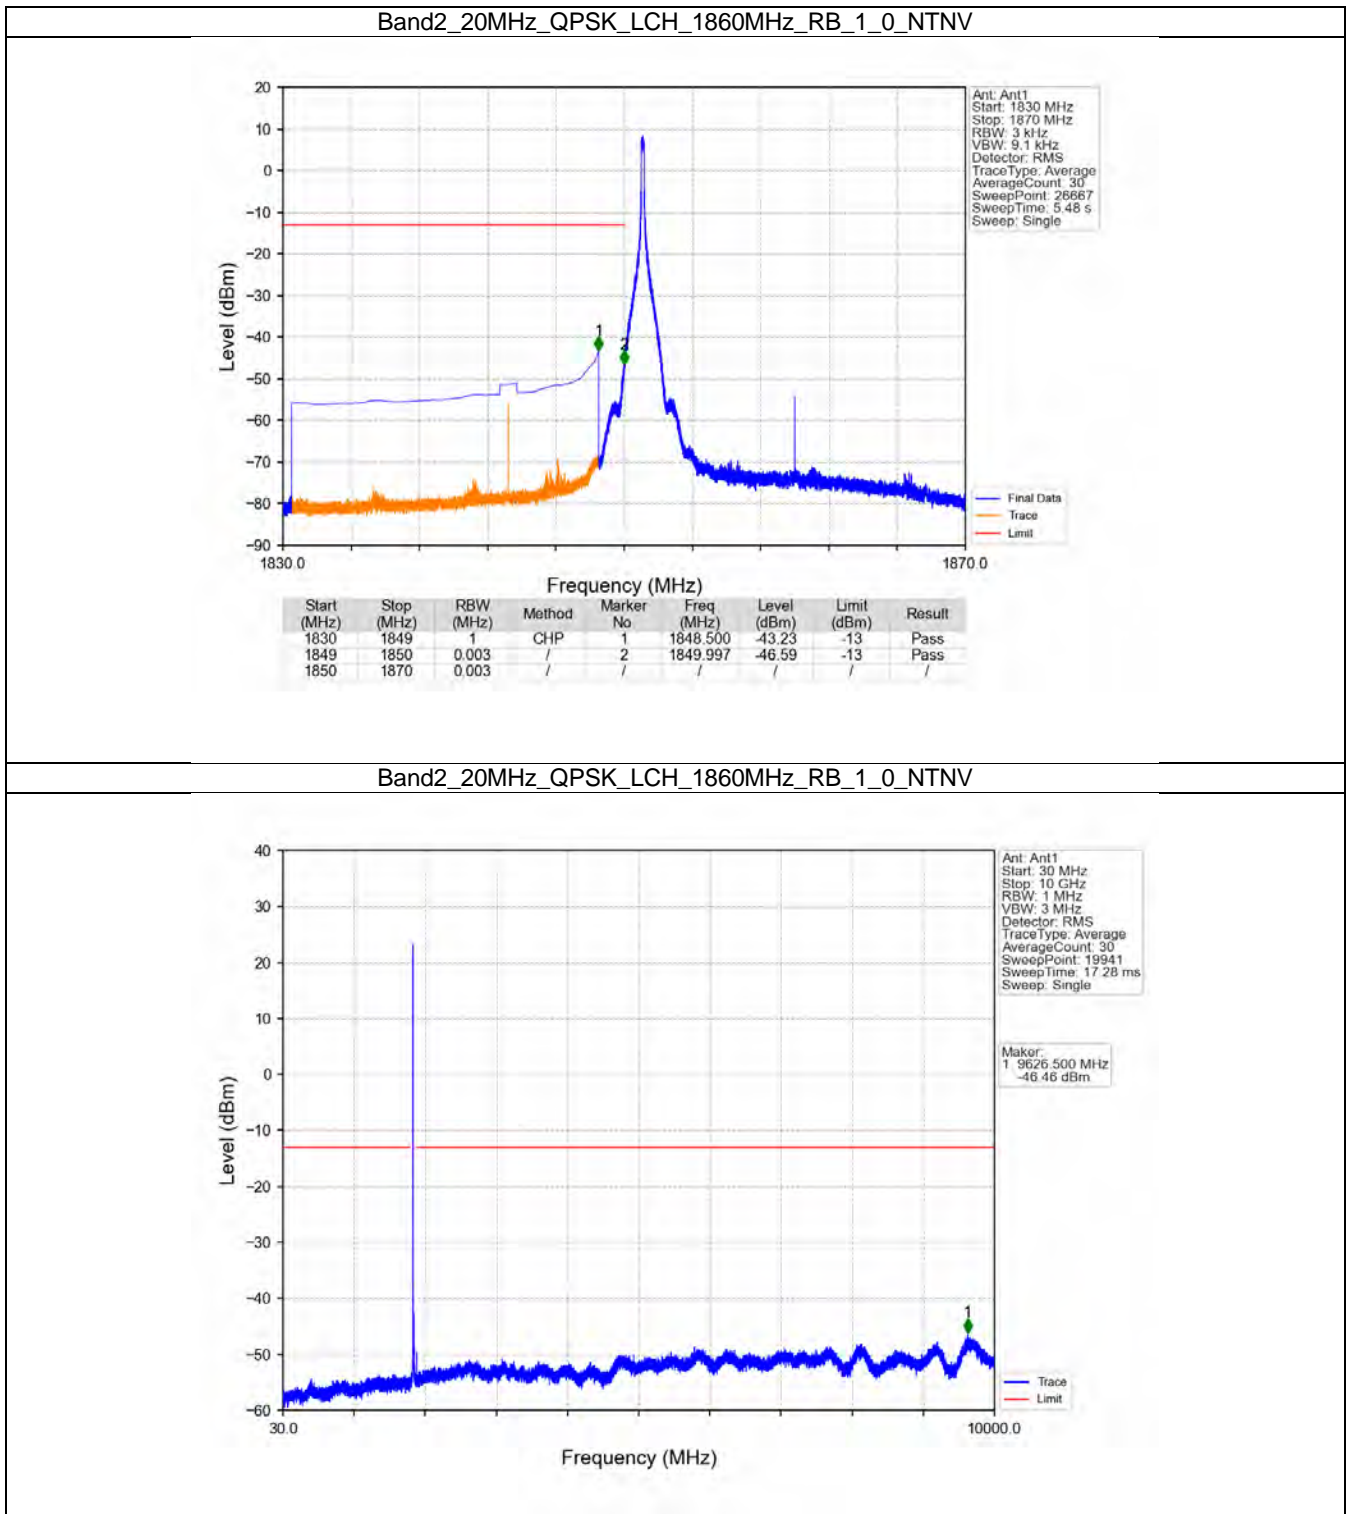 Band2_20MHz_QPSK_LCH_1860MHz_RB_1_0_NTNV
20
10
0
−10
−20
−30
−40
−50
−60
−70
−80
−90
Level (dBm)
1
2
1830.0
1870.0
Frequency (MHz)
Ant: Ant1
Start: 1830 MHz
Stop: 1870 MHz
RBW: 3 kHz
VBW: 9.1 kHz
Detector: RMS
TraceType: Average
AverageCount: 30
SweepPoint: 26667
SweepTime: 5.48 s
Sweep: Single
Final Data
Trace
Limit
Start (MHz) Stop (MHz) RBW (MHz) Method Marker No Freq (MHz) Level (dBm) Limit (dBm) Result
1830 1849 1 CHP 1 1848.500 -43.23 -13 Pass
1849 1850 0.003 / 2 1849.997 -46.59 -13 Pass
1850 1870 0.003 / / / / / /
Band2_20MHz_QPSK_LCH_1860MHz_RB_1_0_NTNV
40
30
20
10
0
−10
−20
−30
−40
−50
−60
Level (dBm)
1
30.0
10000.0
Frequency (MHz)
Ant: Ant1
Start: 30 MHz
Stop: 10 GHz
RBW: 1 MHz
VBW: 3 MHz
Detector: RMS
TraceType: Average
AverageCount: 30
SweepPoint: 19941
SweepTime: 17.28 ms
Sweep: Single
Maker:
1 9626.500 MHz
-46.46 dBm
Trace
Limit